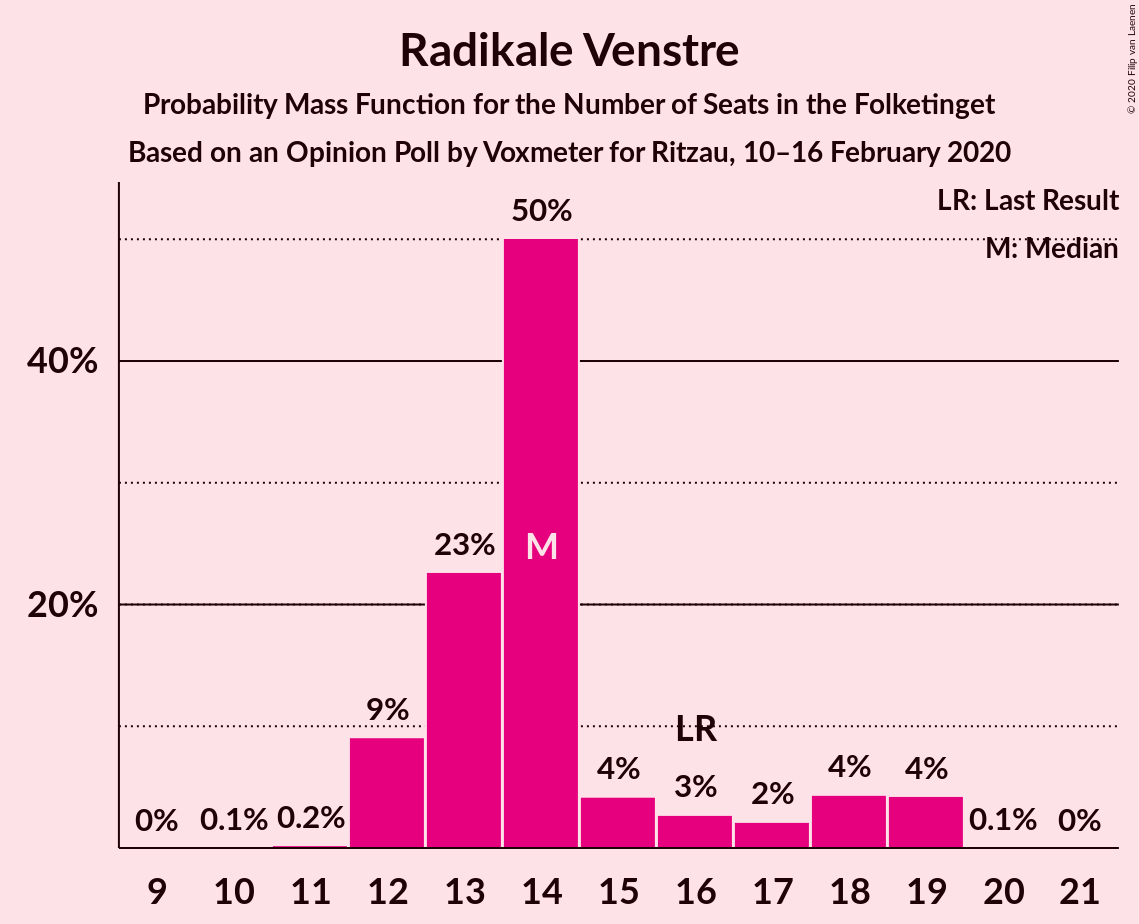 Radikale Venstre
Probability Mass Function for the Number of Seats in the Folketinget
Based on an Opinion Poll by Voxmeter for Ritzau, 10–16 February 2020
© 2020 Filip van Laenen
LR: Last Result
M: Median
40%
20%
0%
0.1%
0.2%
9%
23%
50%
M
4%
LR
3%
2%
4%
4%
0.1%
0%
9 10 11 12 13 14 15 16 17 18 19 20 21